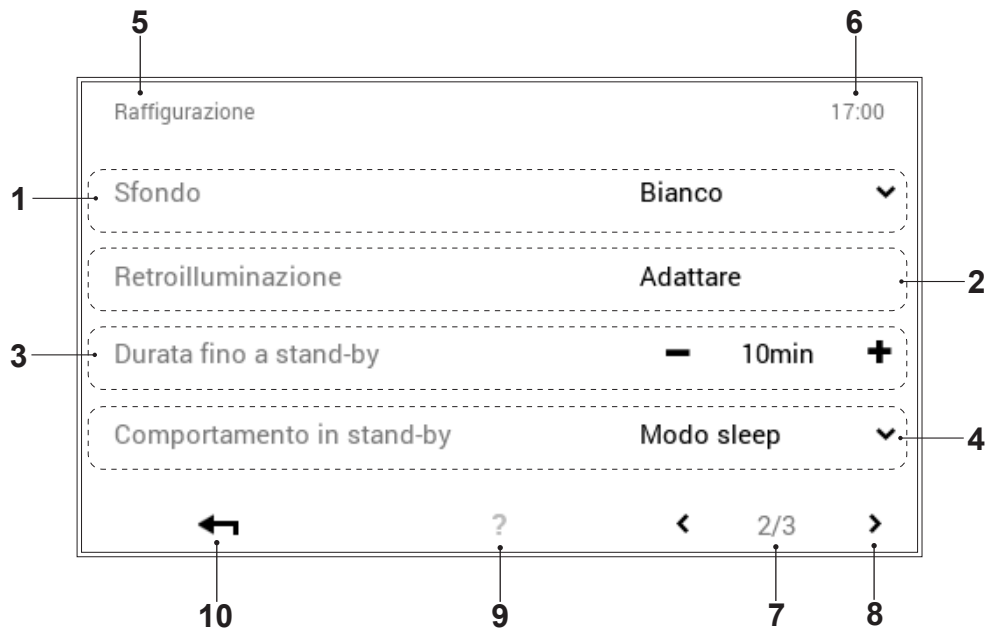 5 6
Raffigurazione 17:00
1 Sfondo Bianco
Retroilluminazione Adattare 2
3 Durata fino a stand-by − 10min +
Comportamento in stand-by Modo sleep 4
? < 2/3 >
10 9 7 8